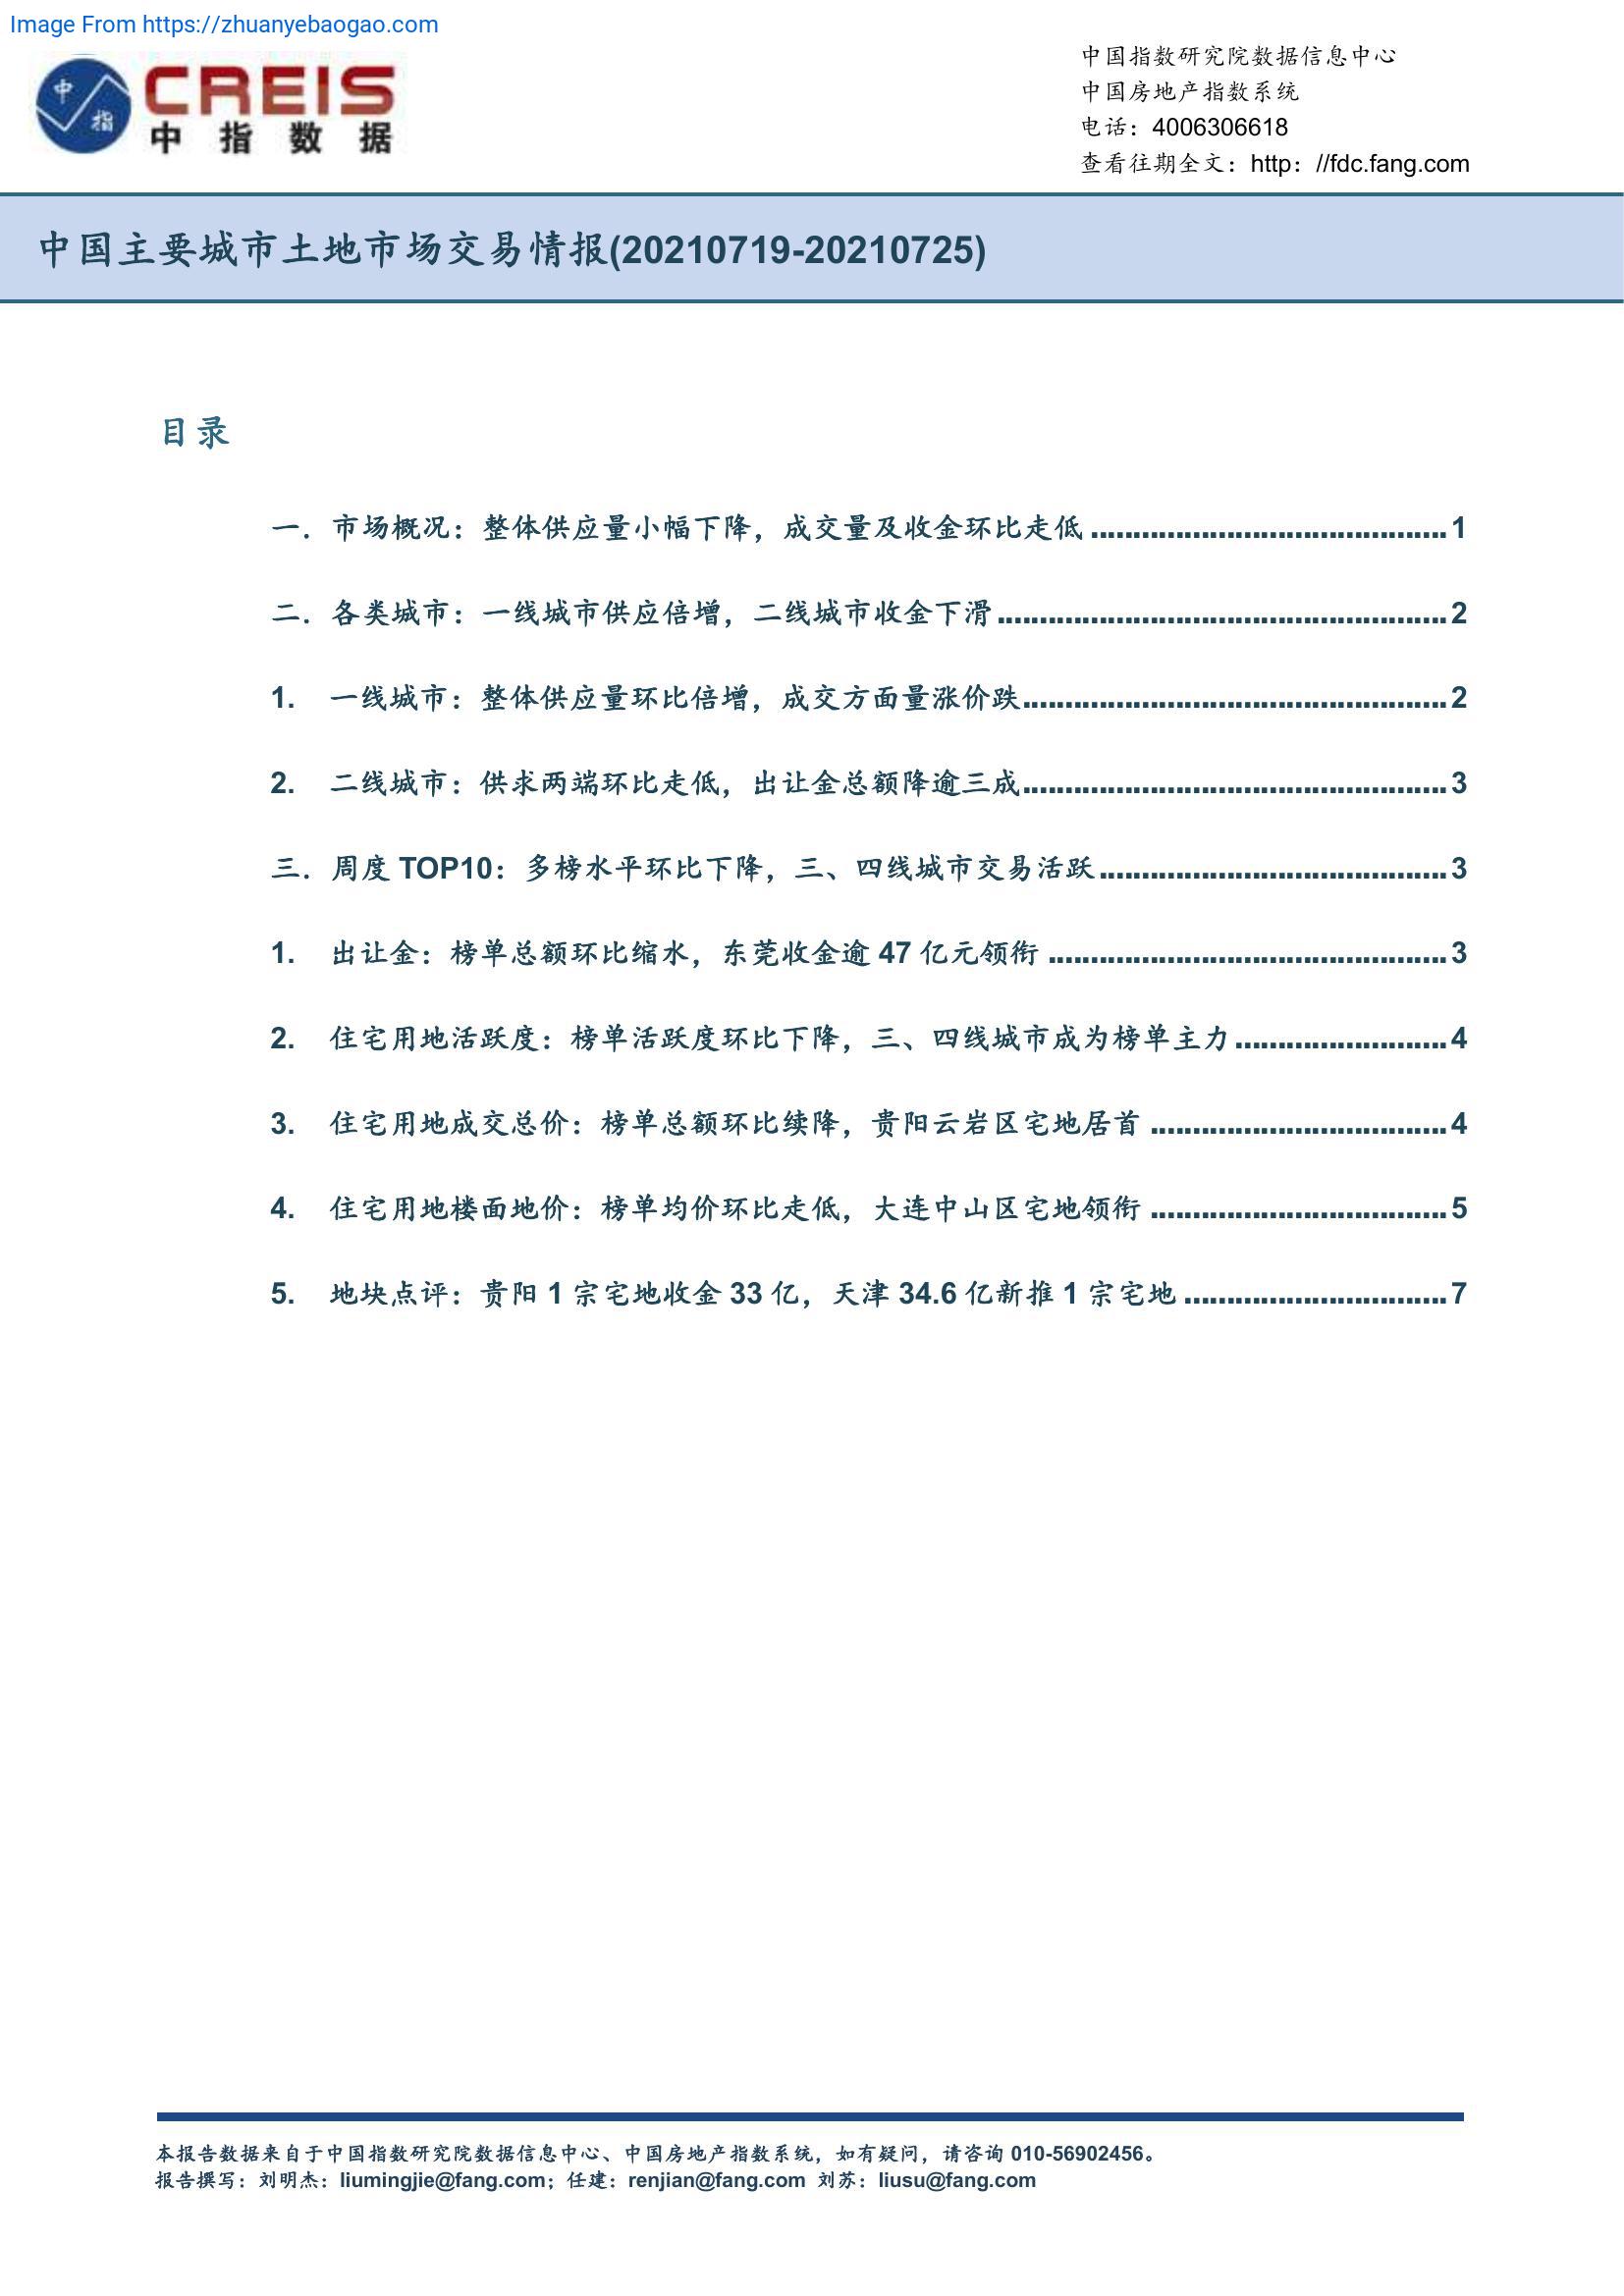 Image From https://zhuanyebaogao.com
中 指
CREIS
中指数据
中国指数研究院数据信息中心
中国房地产指数系统
电话：4006306618
查看往期全文：http：//fdc.fang.com
中国主要城市土地市场交易情报(20210719-20210725)
目录
一．市场概况：整体供应量小幅下降，成交量及收金环比走低..........................................1
二．各类城市：一线城市供应倍增，二线城市收金下滑.....................................................2
1. 一线城市：整体供应量环比倍增，成交方面量涨价跌..................................................2
2. 二线城市：供求两端环比走低，出让金总额降逾三成..................................................3
三．周度 TOP10：多榜水平环比下降，三、四线城市交易活跃.........................................3
1. 出让金：榜单总额环比缩水，东莞收金逾 47 亿元领衔...............................................3
2. 住宅用地活跃度：榜单活跃度环比下降，三、四线城市成为榜单主力.........................4
3. 住宅用地成交总价：榜单总额环比续降，贵阳云岩区宅地居首...................................4
4. 住宅用地楼面地价：榜单均价环比走低，大连中山区宅地领衔...................................5
5. 地块点评：贵阳 1 宗宅地收金 33 亿，天津 34.6 亿新推 1 宗宅地...............................7
本报告数据来自于中国指数研究院数据信息中心、中国房地产指数系统，如有疑问，请咨询 010-56902456。
报告撰写：刘明杰：liumingjie@fang.com；任建：renjian@fang.com 刘苏：liusu@fang.com